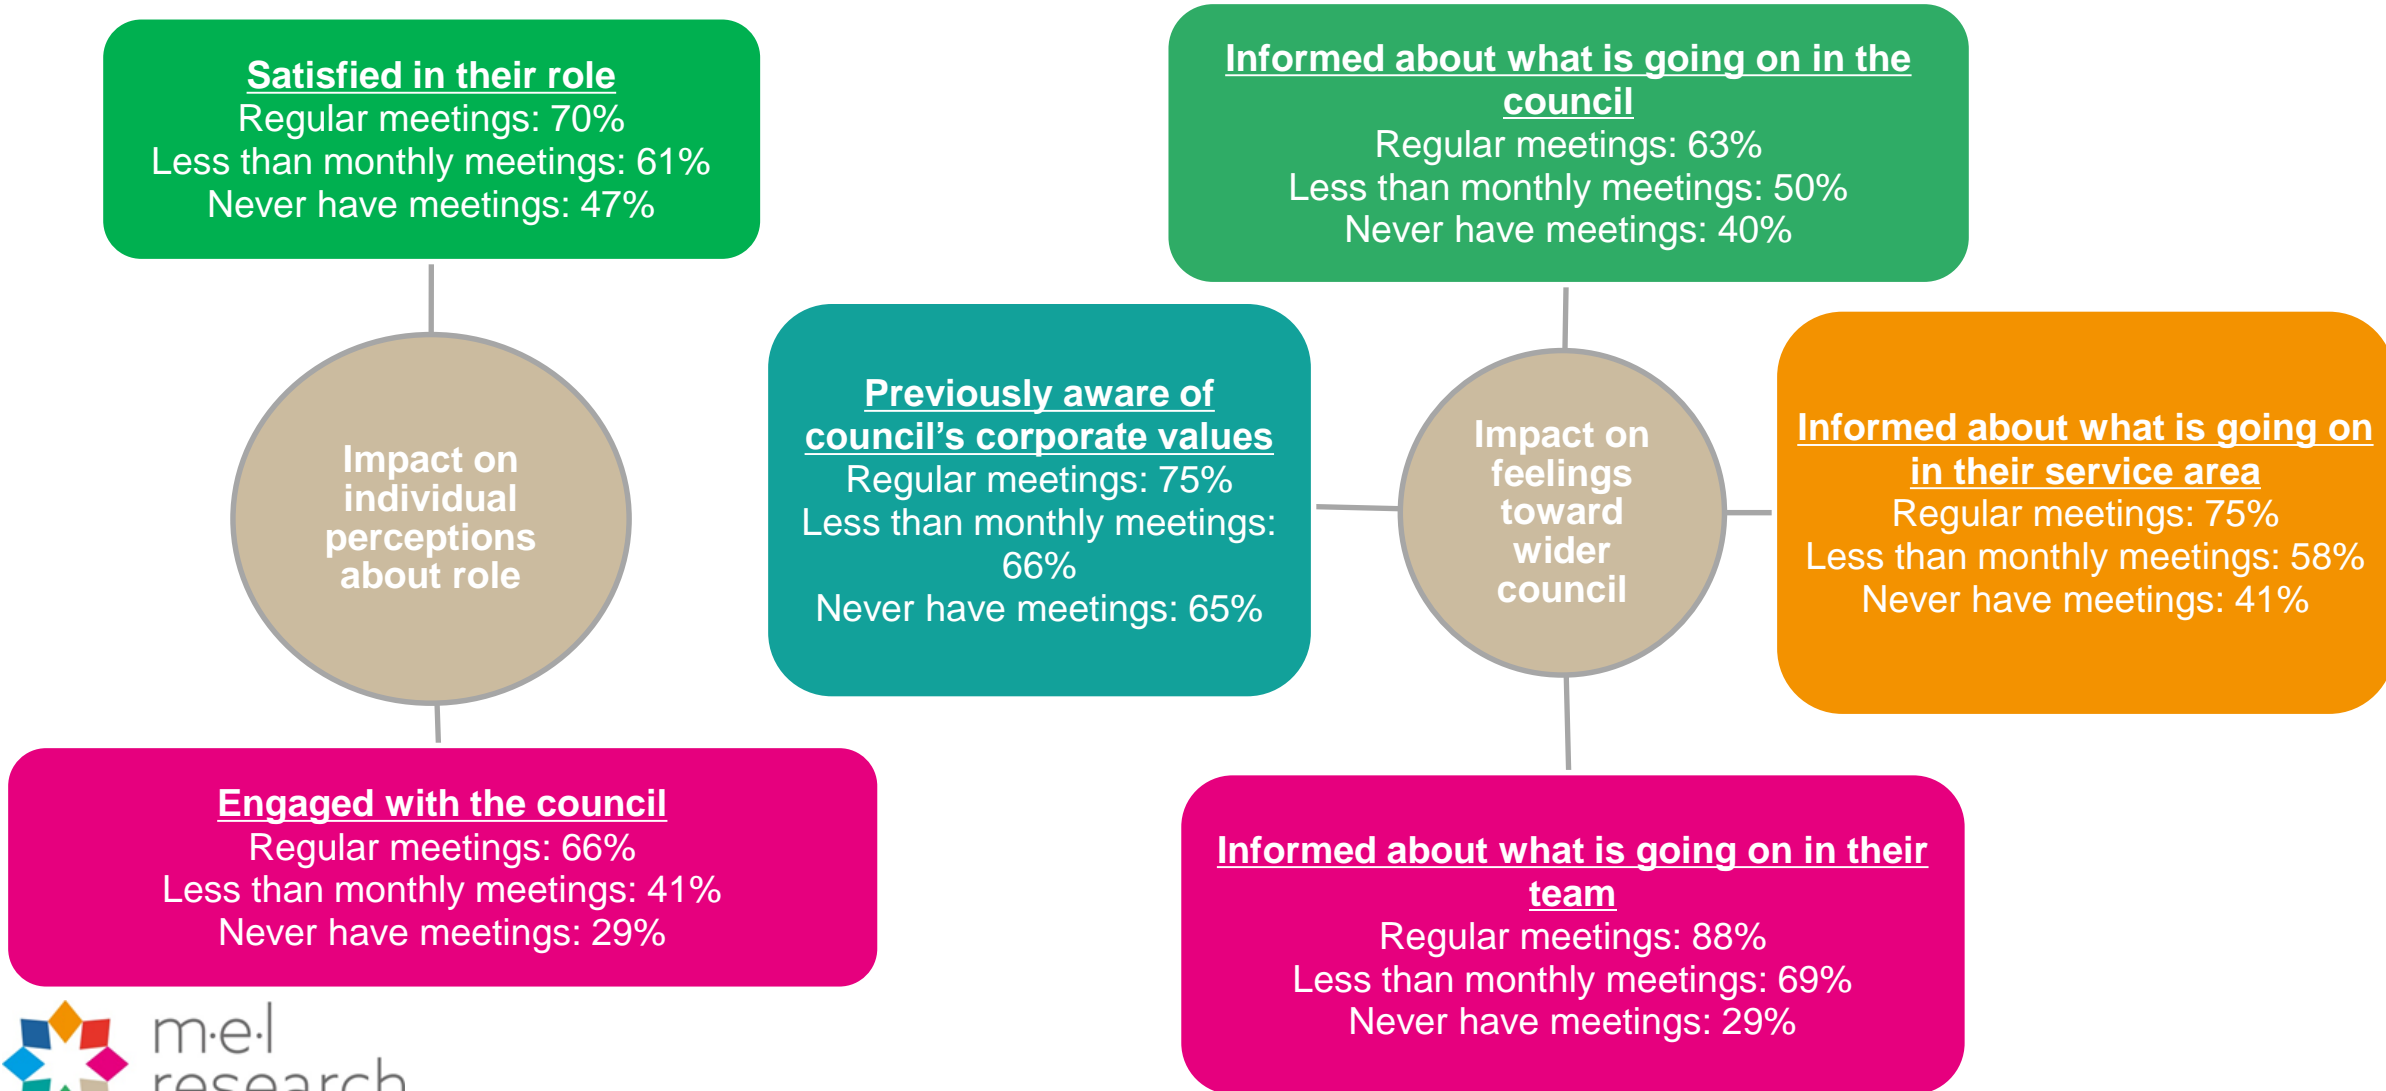 Satisfied in their role
Regular meetings: 70%
Less than monthly meetings: 61%
Never have meetings: 47%
Impact on
individual
perceptions
about role
Engaged with the council
Regular meetings: 66%
Less than monthly meetings: 41%
Never have meetings: 29%
Informed about what is going on in the
council
Regular meetings: 63%
Less than monthly meetings: 50%
Never have meetings: 40%
Previously aware of
council’s corporate values
Regular meetings: 75%
Less than monthly meetings:
66%
Never have meetings: 65%
Impact on
feelings
toward
wider
council
Informed about what is going on
in their service area
Regular meetings: 75%
Less than monthly meetings: 58%
Never have meetings: 41%
Informed about what is going on in their
team
Regular meetings: 88%
Less than monthly meetings: 69%
Never have meetings: 29%
m·e·l
research